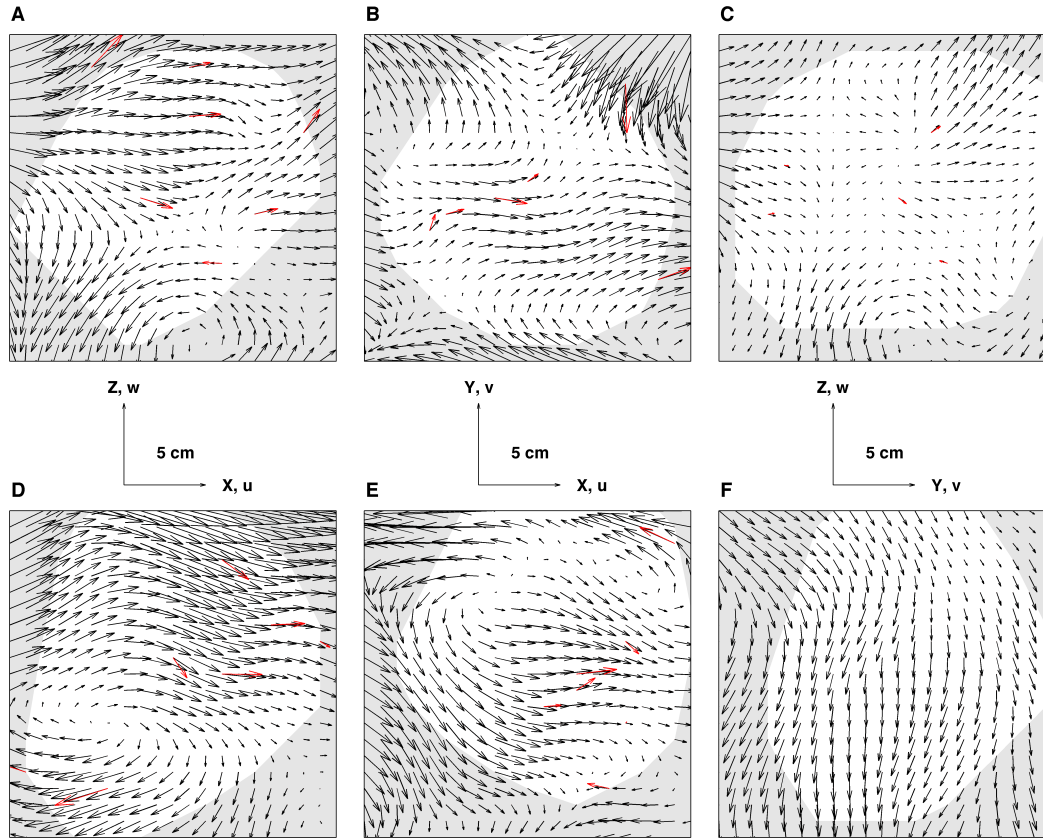 A
B
C
Z, w
5 cm
X, u
Y, v
5 cm
X, u
Z, w
5 cm
Y, v
D
E
F